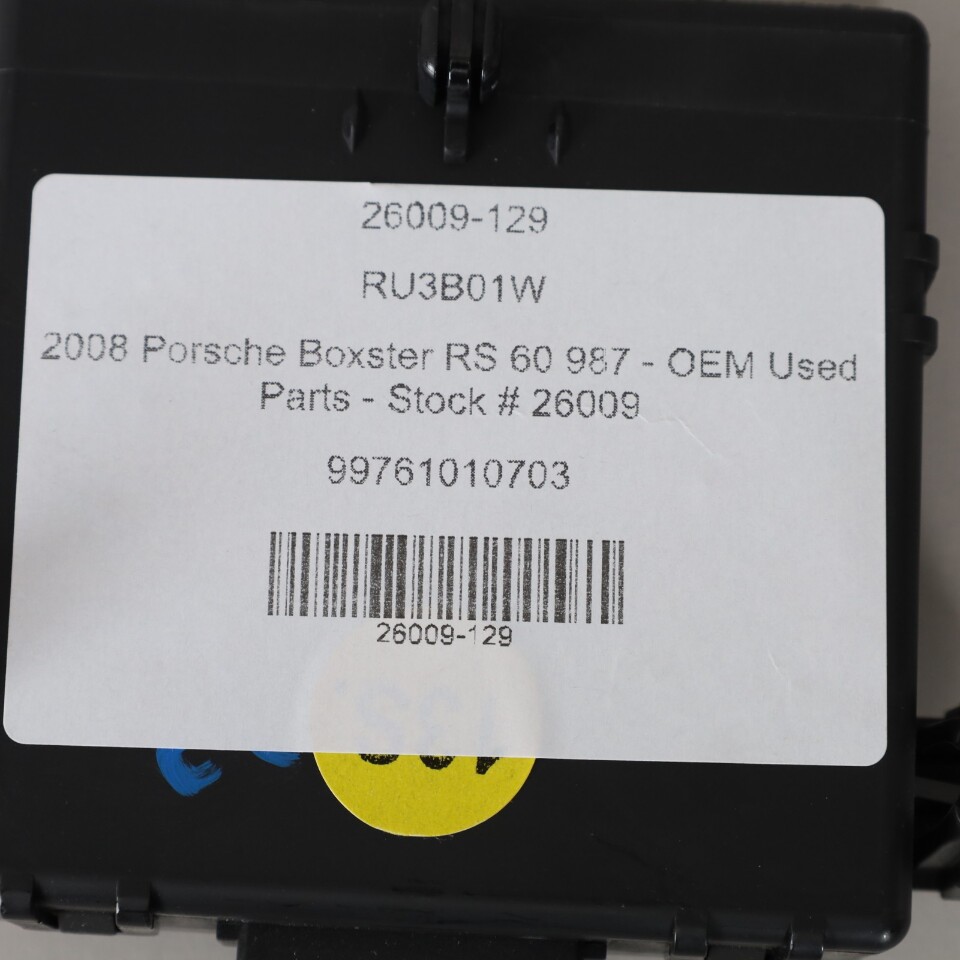 26009-129
RU3B01W
2008 Porsche Boxster RS 60 987 - OEM Used
Parts - Stock # 26009
99761010703
26009-129